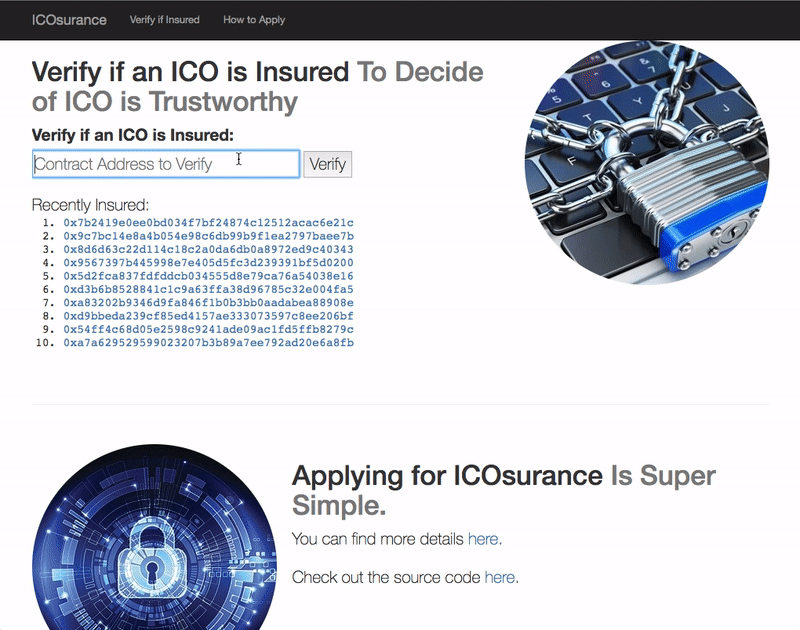 ICOsurance Verify if Insured How to Apply
Verify if an ICO is Insured To Decide
of ICO is Trustworthy
Verify if an ICO is Insured:
Contract Address to Verify Verify
Recently Insured:
1. 0x7b2419e0ee0bd034f7bf24874c12512acac6e21c
2. 0x9c7bc14e8a4b054e98c6db99b9f1ea2797baee7b
3. 0x8d6d63c22d114c18c2a0da6db0a8972ed9c40343
4. 0x9567397b445998e7e405d5fc3d239391bf5d0200
5. 0x5d2fca837fdfddcb034555d8e79ca76a54038e16
6. 0xd3b6b8528841c1c9a63ffa38d96785c32e004fa5
7. 0xa83202b9346d9fa846f1b0b3bb0aadabea88908e
8. 0xd9bbeda239cf85ed4157ae333073597c8ee206bf
9. 0x54ff4c68d05e2598c9241ade09ac1fd5ffb8279c
10. 0xa7a629529599023207b3b89a7ee792ad20e6a8fb
Applying for ICOsurance Is Super
Simple.
You can find more details here.
Check out the source code here.